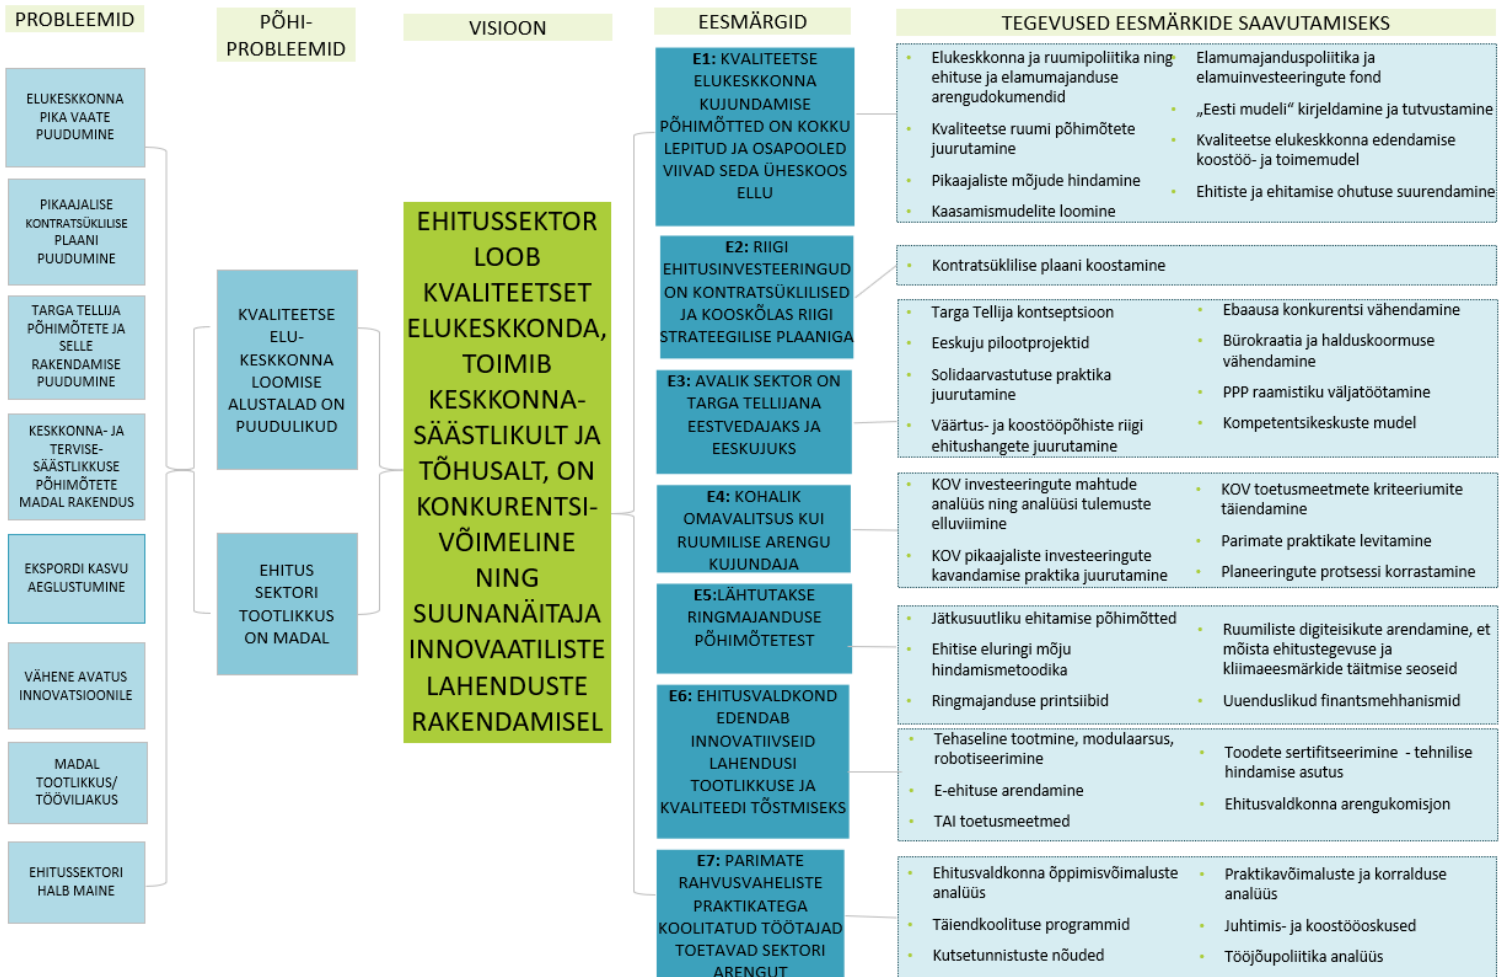 PROBLEEMID
PÕHI-
PROBLEEMID
VISIOON
EESMÄRGID
TEGEVUSED EESMÄRKIDE SAAVUTAMISEKS
ELUKESKKONNA
PIKA VAATE
PUUDUMINE
PIKAAJALISE
KONTRATSÜKLILISE
PLAANI
PUUDUMINE
TARGA TELLIJA
PÕHIMÕTETE JA
SELLE
RAKENDAMISE
PUUDUMINE
KESKKONNA- JA
TERVISE-
SÄÄSTLIKKUSE
PÕHIMÕTETE
MADAL RAKENDUS
EKSPORDI KASVU
AEGLUSTUMINE
VÄHENE AVATUS
INNOVATSIOONILE
MADAL
TOOTLIKKUS/
TÖÖVILJAKUS
EHITUSSEKTORI
HALB MAINE
KVALITEETSE
ELU-
KESKKONNA
LOOMISE
ALUSTALAD ON
PUUDULIKUD
EHITUS
SEKTORI
TOOTLIKKUS
ON MADAL
EHITUSSEKTOR
LOOB
KVALITEETSET
ELUKESKKONDA,
TOIMIB
KESKKONNA-
SÄÄSTLIKULT JA
TÕHUSALT, ON
KONKURENTSI-
VÕIMELINE
NING
SUUNANÄITAJA
INNOVAATILISTE
LAHENDUSTE
RAKENDAMISEL
E1: KVALITEETSE
ELUKESKKONNA
KUJUNDAMISE
PÕHIMÕTTED ON KOKKU
LEPITUD JA OSAPOOLED
VIIVAD SEDA ÜHESKOOS
ELLU
E2: RIIGI
EHITUSINVESTEERINGUD
ON KONTRATSÜKLILISED
JA KOOSKÕLAS RIIGI
STRATEEGILISE PLAANIGA
E3: AVALIK SEKTOR ON
TARGA TELLIJANA
EESTVEDAJAKS JA
EESKUJUKS
E4: KOHALIK
OMAVALITSUS KUI
RUUMILISE ARENGU
KUJUNDAJA
E5:LÄHTUTAKSE
RINGMAJANDUSE
PÕHIMÕTETEST
E6: EHITUSVALDKOND
EDENDAB
INNOVATIIVSEID
LAHENDUSI
TOOTLIKKUSE JA
KVALITEEDI TÕSTMISEKS
E7: PARIMATE
RAHVUSVAHELISTE
PRAKTIKATEGA
KOOLITATUD TÖÖTAJAD
TOETAVAD SEKTORI
ARENGUT
• Elukeskkonna ja ruumipoliitika ning
ehituse ja elamumajanduse
arengudokumendid
• Kvaliteetse ruumi põhimõtete
juurutamine
• Pikaajaliste mõjude hindamine
• Kaasamismudelite loomine
• Elamumajanduspoliitika ja
elamuinvesteeringute fond
• „Eesti mudeli“ kirjeldamine ja tutvustamine
• Kvaliteetse elukeskkonna edendamise
koostöö- ja toimemudel
• Ehitiste ja ehitamise ohutuse suurendamine
• Kontratsüklilise plaani koostamine
• Targa Tellija kontseptsioon
• Eeskuju pilootprojektid
• Solidaarvastutuse praktika
juurutamine
• Väärtus- ja koostööpõhiste riigi
ehitushangete juurutamine
• Ebaausa konkurentsi vähendamine
• Bürokraatia ja halduskoormuse
vähendamine
• PPP raamistiku väljatöötamine
• Kompetentsikeskuste mudel
• KOV investeeringute mahtude
analüüs ning analüüsi tulemuste
elluviimine
• KOV pikaajaliste investeeringute
kavandamise praktika juurutamine
• KOV toetusmeetmete kriteeriumite
täiendamine
• Parimate praktikate levitamine
• Planeeringute protsessi korrastamine
• Jätkusuutliku ehitamise põhimõtted
• Ehitise eluringi mõju
hindamismetoodika
• Ringmajanduse printsiibid
• Ruumiliste digiteisikute arendamine, et
mõista ehitustegevuse ja
kliimaeesmärkide täitmise seoseid
• Uuenduslikud finantsmehhanismid
• Tehaseline tootmine, modulaarsus,
robotiseerimine
• E-ehituse arendamine
• TAI toetusmeetmed
• Toodete sertifitseerimine - tehnilise
hindamise asutus
• Ehitusvaldkonna arengukomisjon
• Ehitusvaldkonna õppimisvõimaluste
analüüs
• Täiendkoolituse programmid
• Kutsetunnistuste nõuded
• Praktikavõimaluste ja korralduse
analüüs
• Juhtimis- ja koostööoskused
• Tööjõupoliitika analüüs